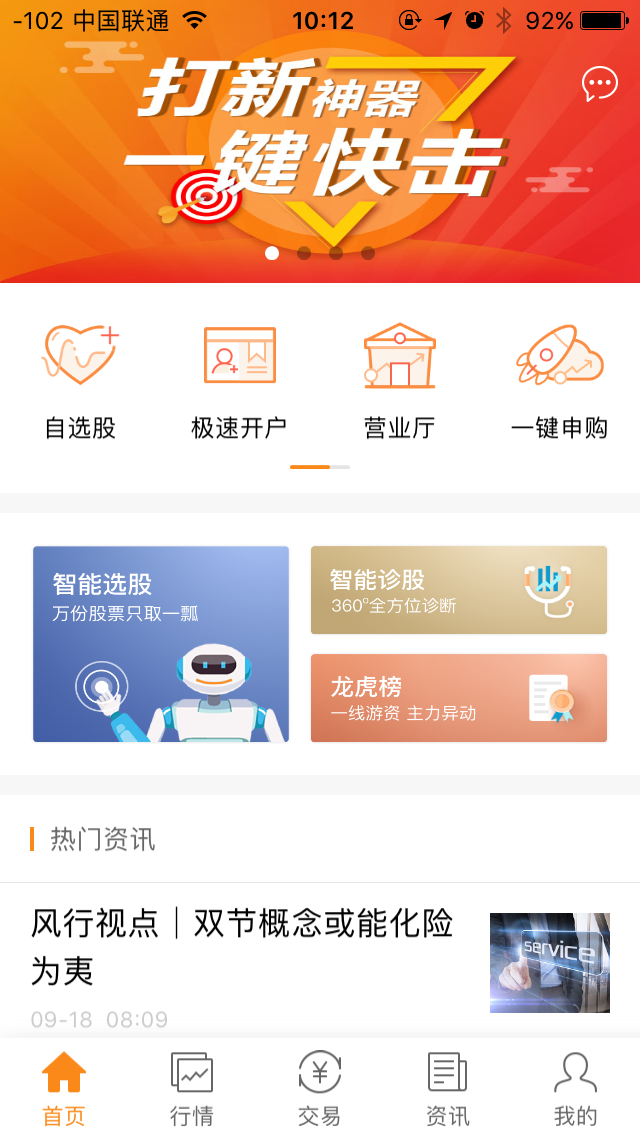 -102 中国联通 10:12 92%
打新神器
一键快击
自选股 极速开户 营业厅 一键申购
智能选股
万份股票只取一瓢
智能诊股
360°全方位诊断
龙虎榜
一线游资 主力异动
热门资讯
风行视点｜双节概念或能化险
为夷
service
09-18 08:09
首页 行情 交易 资讯 我的